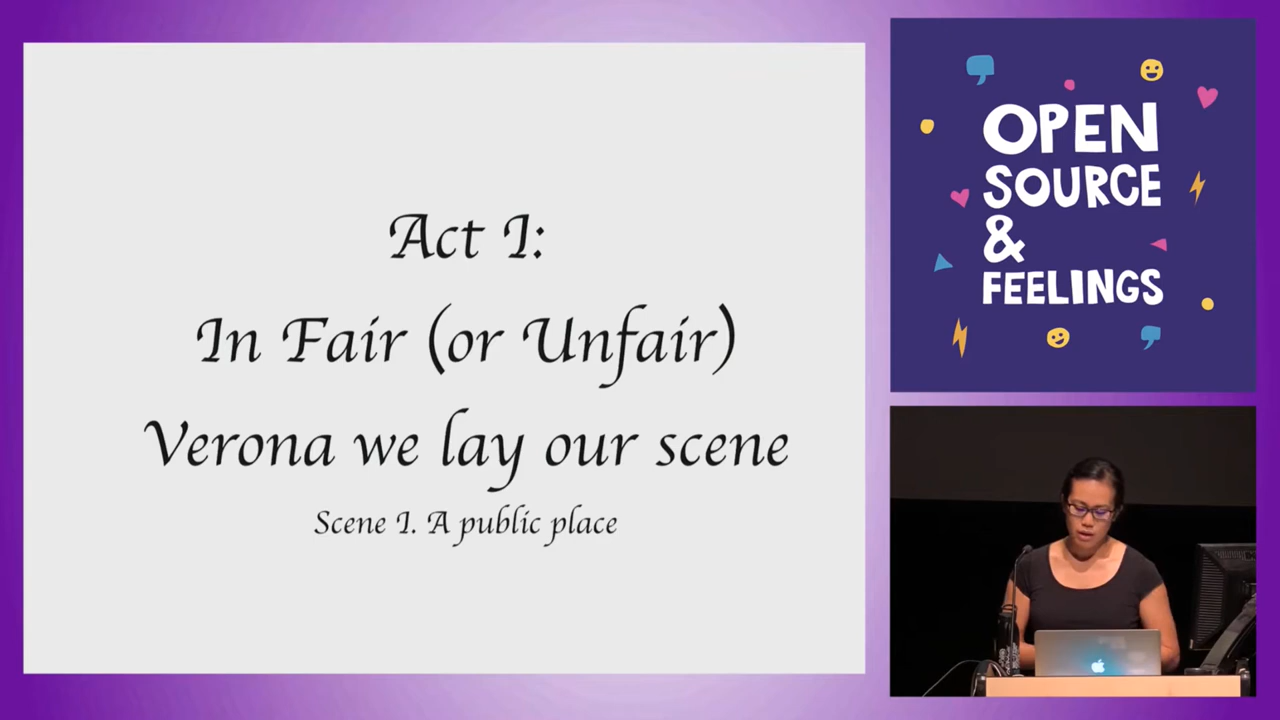 Act I:
In Fair (or Unfair)
Verona we lay our scene
Scene I. A public place
OPEN
SOURCE
&
FEELINGS